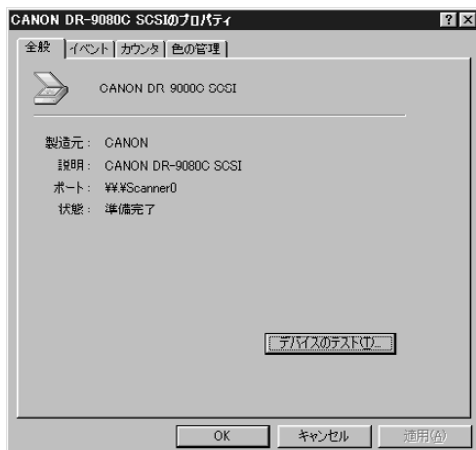 CANON DR-9080C SCSIのプロパティ
全般 イベント カウンタ 色の管理
CANON DR 9000C SCSI
製造元: CANON
説明: CANON DR-9080C SCSI
ポート: ¥¥.¥Scanner0
状態: 準備完了
デバイスのテスト(T)...
OK キャンセル 適用(A)